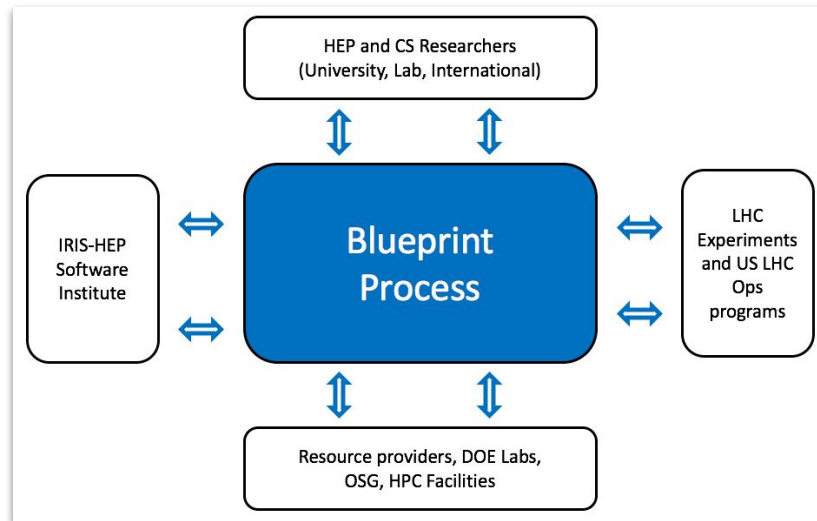 HEP and CS Researchers
(University, Lab, International)
IRIS-HEP
Software
Institute
Blueprint
Process
LHC
Experiments
and US LHC
Ops
programs
Resource providers, DOE Labs,
OSG, HPC Facilities